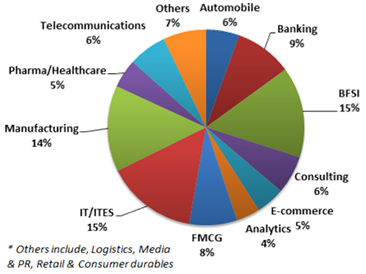 Automobile
6%
Banking
9%
BFSI
15%
Consulting
6%
E-commerce
5%
Analytics
4%
FMCG
8%
IT/ITES
15%
Manufacturing
14%
Pharma/Healthcare
5%
Telecommunications
6%
Others
7%
* Others include, Logistics, Media
& PR, Retail & Consumer durables